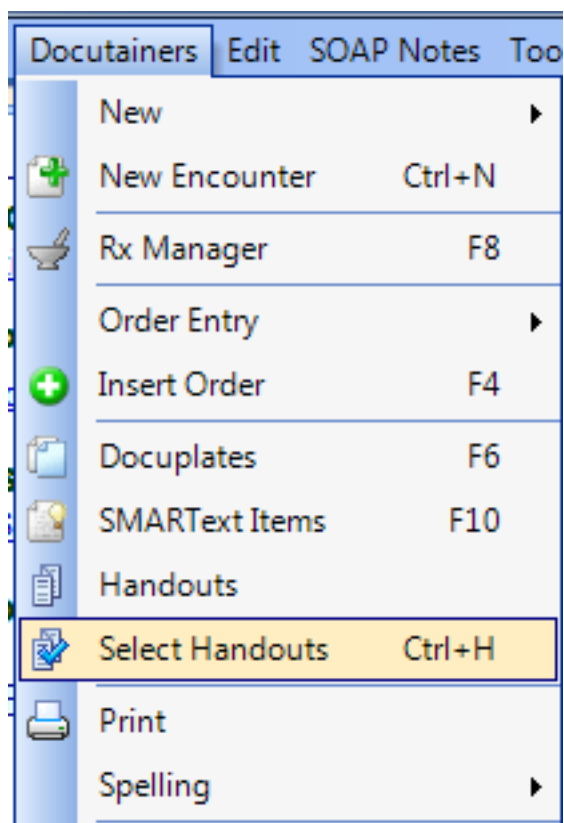 Docutainers Edit SOAP Notes Too
New
New Encounter Ctrl+N
Rx Manager F8
Order Entry
Insert Order F4
Docuplates F6
SMARText Items F10
Handouts
Select Handouts Ctrl+H
Print
Spelling